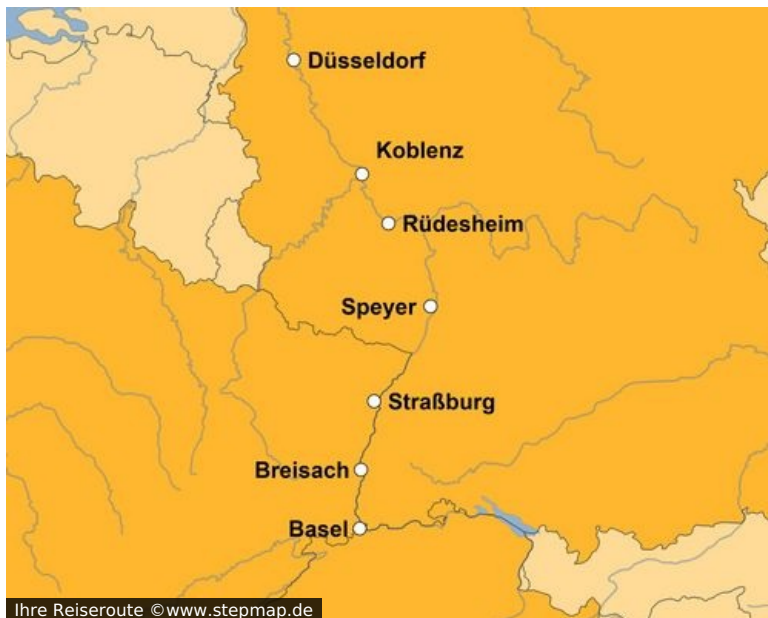 Düsseldorf
Koblenz
Rüdesheim
Speyer
Straßburg
Breisach
Basel
Ihre Reiseroute ©www.stepmap.de